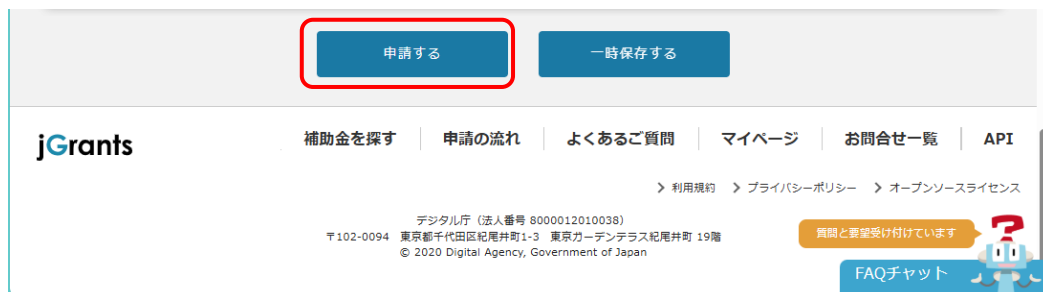 申請する 一時保存する
jGrants 補助金を探す 申請の流れ よくあるご質問 マイページ お問合せ一覧 API
利用規約 プライバシーポリシー オープンソースライセンス
デジタル庁（法人番号 8000012010038）
〒102-0094 東京都千代田区紀尾井町1-3 東京ガーデンテラス紀尾井町 19階
© 2020 Digital Agency, Government of Japan
質問と要望受け付けています
FAQチャット